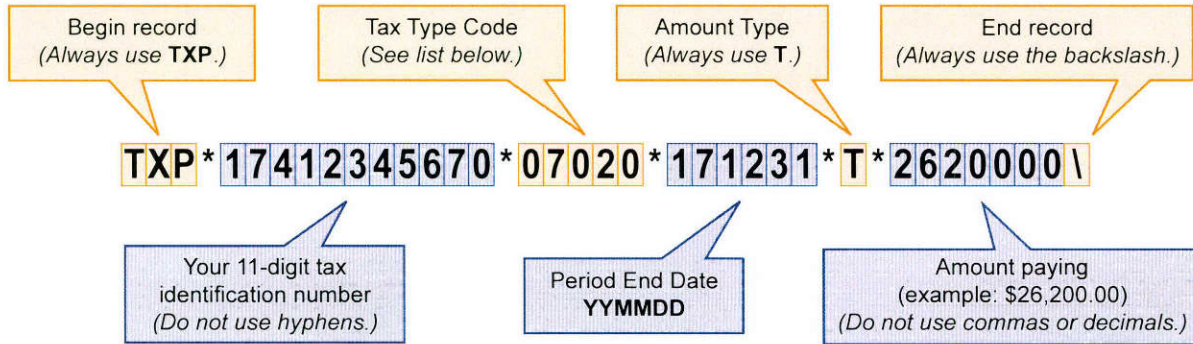 Begin record
(Always use TXP.)
Tax Type Code
(See list below.)
Amount Type
(Always use T.)
End record
(Always use the backslash.)
TXP*17412345670*07020*171231*T*2620000\
Your 11-digit tax
identification number
(Do not use hyphens.)
Period End Date
YYMMDD
Amount paying
(example: $26,200.00)
(Do not use commas or decimals.)